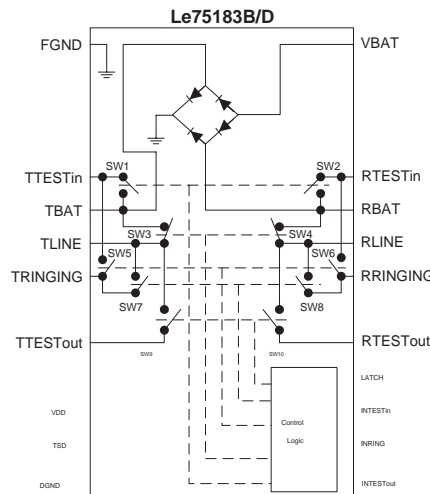 Le75183B/D
FGND
VBAT
SW1
SW2
TTESTin
RTESTin
TBAT
RBAT
SW3
SW4
TLINE
RLINE
SW5
SW6
TRINGING
RRINGING
SW7
SW8
TTESTout
RTESTout
SW9
SW10
LATCH
VDD
INTESTin
Control
Logic
TSD
INRING
DGND
INTESTout